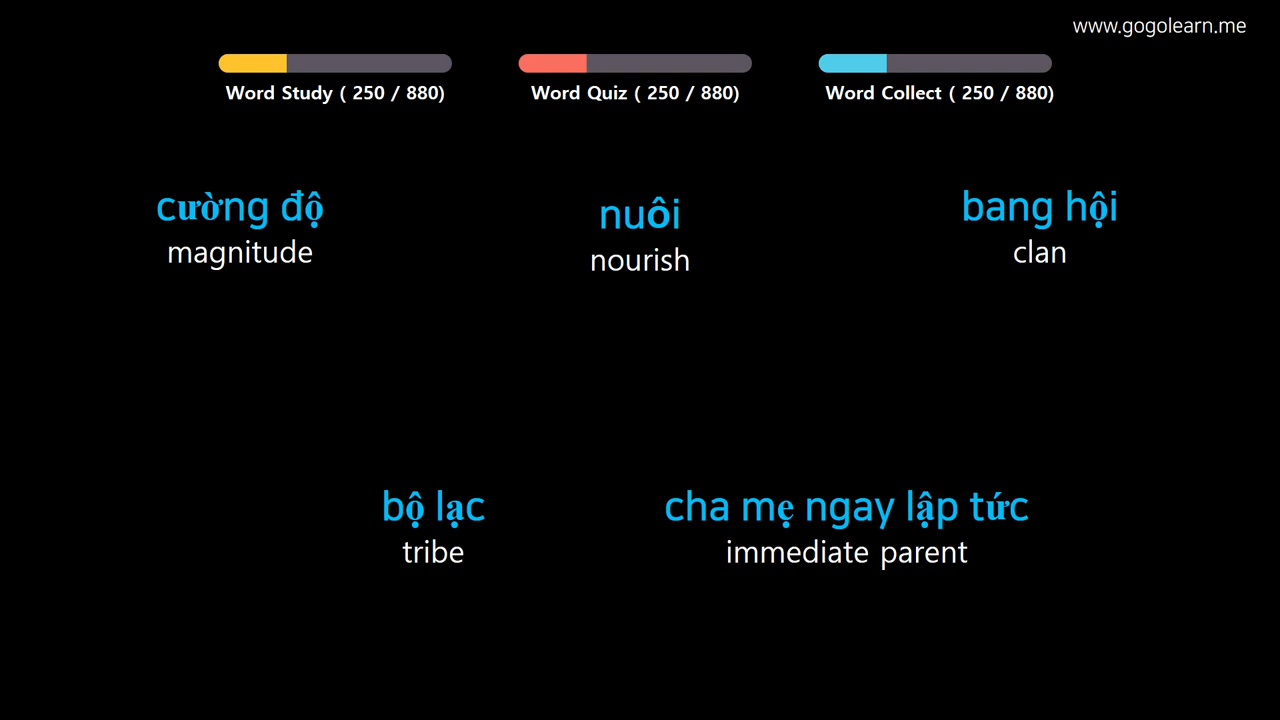 www.gogolearn.me
Word Study ( 250 / 880)
Word Quiz ( 250 / 880)
Word Collect ( 250 / 880)
cường độ
magnitude
nuôi
nourish
bang hội
clan
bộ lạc
tribe
cha mẹ ngay lập tức
immediate parent